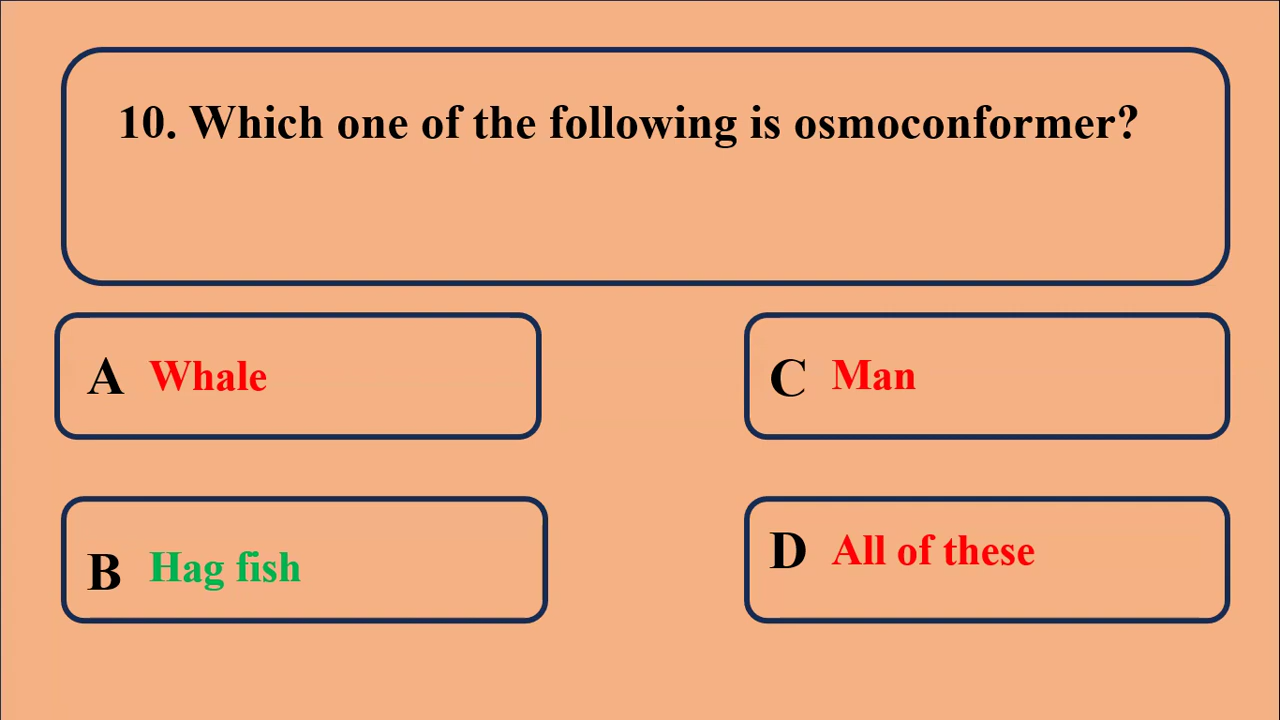 10. Which one of the following is osmoconformer?
A Whale
B Hag fish
C Man
D All of these